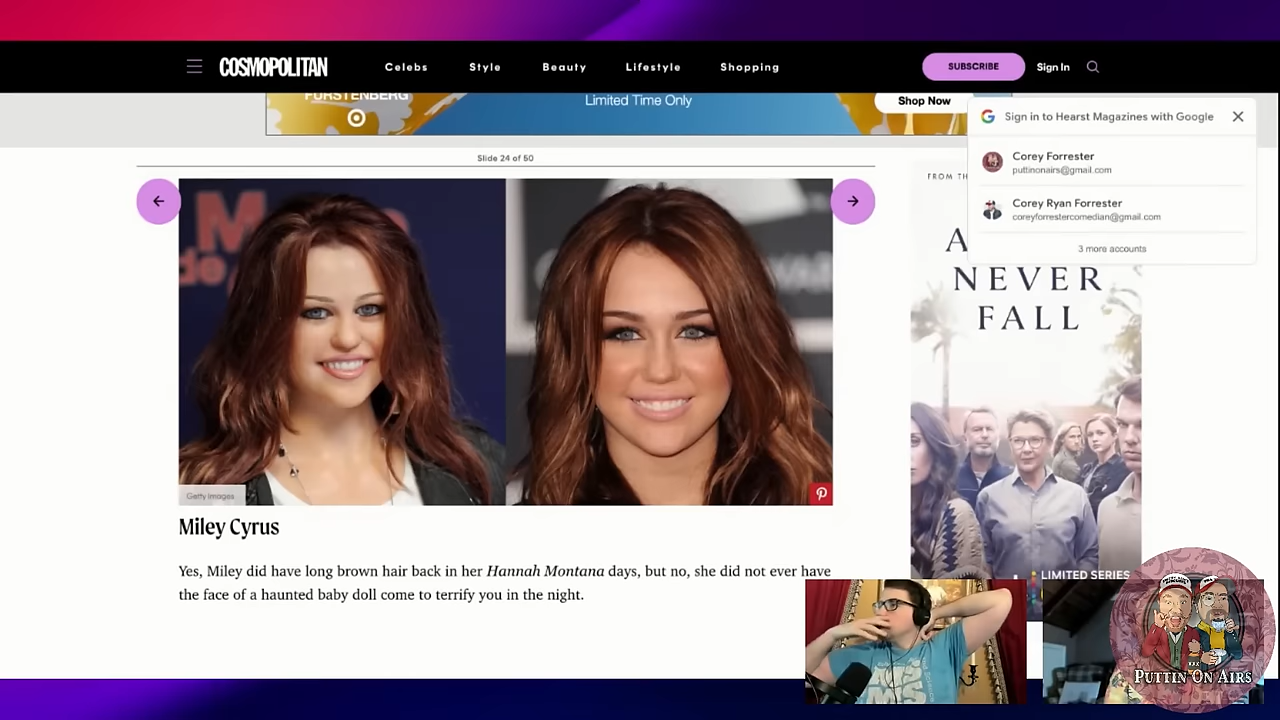 COSMOPOLITAN
Celebs
Style
Beauty
Lifestyle
Shopping
SUBSCRIBE
Sign In
FURSTENBERG
Limited Time Only
Shop Now
Sign in to Hearst Magazines with Google
Corey Forrester
puttinonairs@gmail.com
Corey Ryan Forrester
coreyforrestercomedian@gmail.com
3 more accounts
Slide 24 of 50
FROM TH
NEVER
FALL
LIMITED SERIES
Getty Images
Miley Cyrus
Yes, Miley did have long brown hair back in her Hannah Montana days, but no, she did not ever have
the face of a haunted baby doll come to terrify you in the night.
PUTTIN' ON AIRS